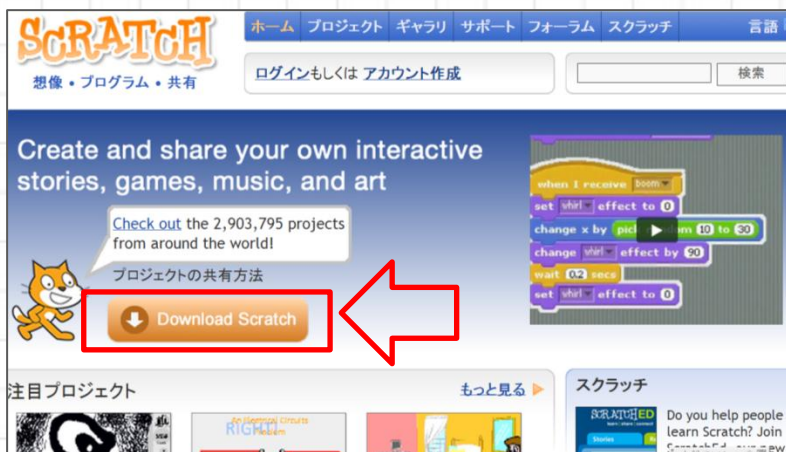 SCRATCH
想像・プログラム・共有
ホーム プロジェクト ギャラリ サポート フォーラム スクラッチ 言語
ログインもしくは アカウント作成
検索
Create and share your own interactive
stories, games, music, and art
Check out the 2,903,795 projects
from around the world!
プロジェクトの共有方法
Download Scratch
when I receive boom
set whirl effect to 0
change x by pick random 10 to 30
change whirl effect by 90
wait 0.2 secs
set whirl effect to 0
注目プロジェクト
もっと見る
RIGHT!
スクラッチ
SCRATCHED
learn | share | connect
Stories
Do you help people
learn Scratch? Join